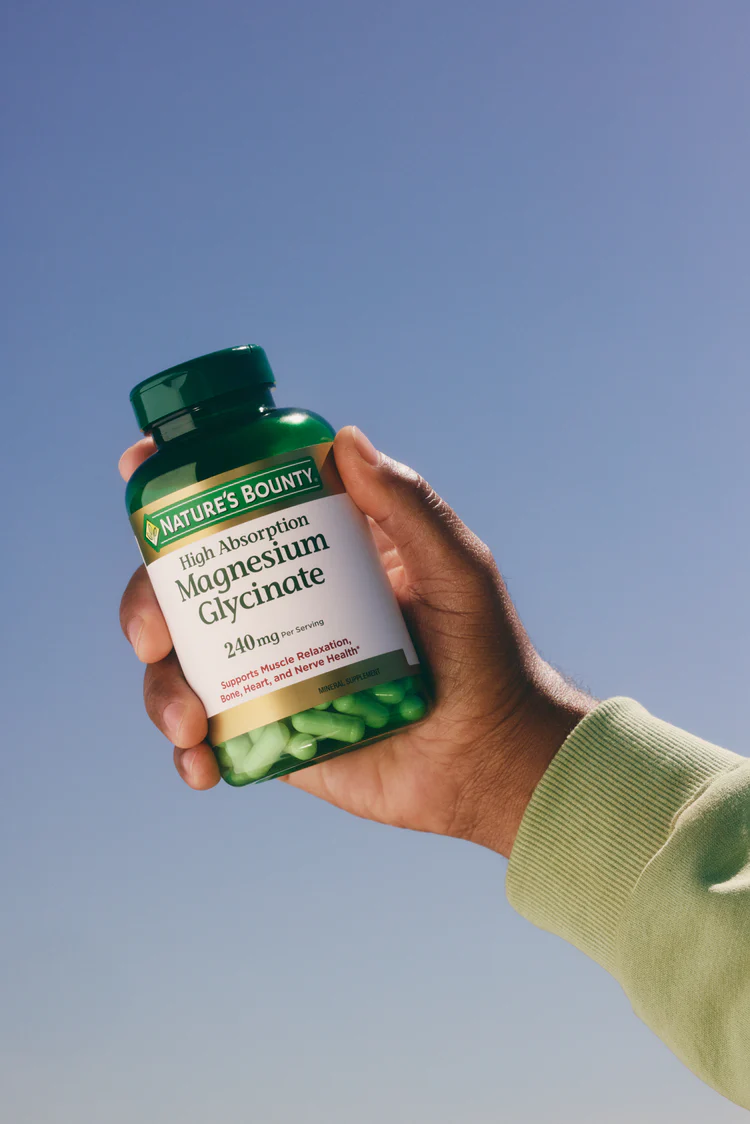 NATURE'S BOUNTY®
High Absorption
Magnesium
Glycinate
240mg Per Serving
Supports Muscle Relaxation,
Bone, Heart, and Nerve Health*
MINERAL SUPPLEMENT